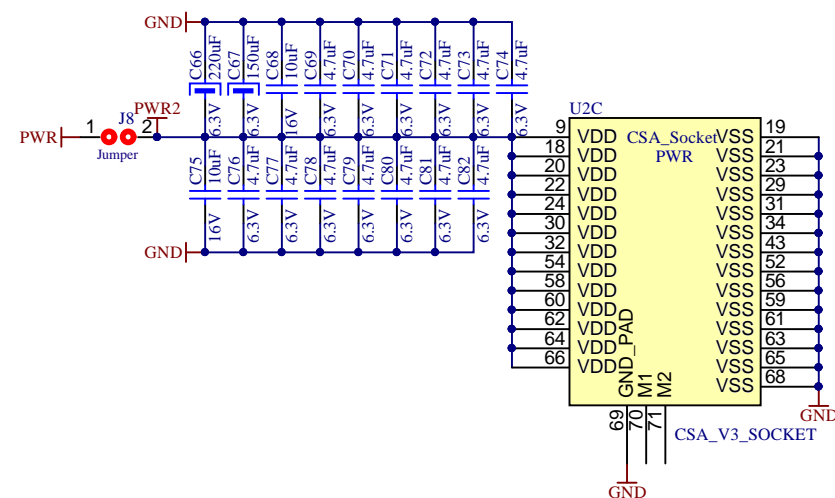 GND
C66 220uF 6.3V
C67 150uF 6.3V
C68 10uF 16V
C69 4.7uF 6.3V
C70 4.7uF 6.3V
C71 4.7uF 6.3V
C72 4.7uF 6.3V
C73 4.7uF 6.3V
C74 4.7uF 6.3V
PWR 1 J8 2 PWR2
Jumper
C75 10uF 16V
C76 4.7uF 6.3V
C77 4.7uF 6.3V
C78 4.7uF 6.3V
C79 4.7uF 6.3V
C80 4.7uF 6.3V
C81 4.7uF 6.3V
C82 4.7uF 6.3V
GND
U2C
CSA_Socket
PWR
9 VDD VSS 19
18 VDD VSS 21
20 VDD VSS 23
22 VDD VSS 29
24 VDD VSS 31
30 VDD VSS 34
32 VDD VSS 43
54 VDD VSS 52
58 VDD VSS 56
60 VDD VSS 59
62 VDD VSS 61
64 VDD VSS 63
66 VDD VSS 65
VSS 68
GND_PAD 69
M1 70
M2 71
GND
CSA_V3_SOCKET
GND